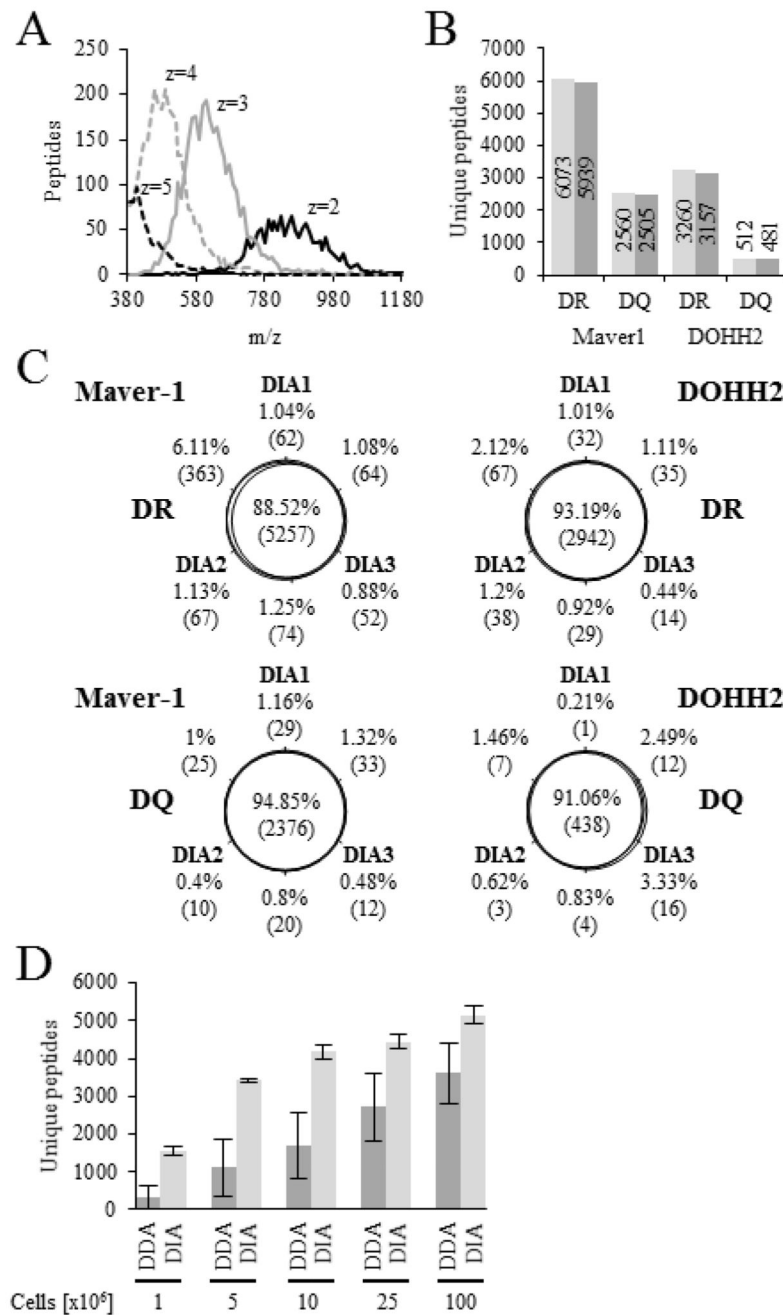 A
250
200
150
100
50
0
Peptides
z=4
z=3
z=5
z=2
380 580 780 980 1180
m/z
B
7000
6000
5000
4000
3000
2000
1000
0
Unique peptides
6073
5939
2560
2505
3260
3157
512
481
DR DQ DR DQ
Maver1 DOHH2
C
Maver-1
DR
DIA1
1.04%
(62)
6.11%
(363)
1.08%
(64)
88.52%
(5257)
DIA2
1.13%
(67)
1.25%
(74)
DIA3
0.88%
(52)
DOHH2
DR
DIA1
1.01%
(32)
2.12%
(67)
1.11%
(35)
93.19%
(2942)
DIA2
1.2%
(38)
0.92%
(29)
DIA3
0.44%
(14)
Maver-1
DQ
DIA1
1.16%
(29)
1%
(25)
1.32%
(33)
94.85%
(2376)
DIA2
0.4%
(10)
0.8%
(20)
DIA3
0.48%
(12)
DOHH2
DQ
DIA1
0.21%
(1)
1.46%
(7)
2.49%
(12)
91.06%
(438)
DIA2
0.62%
(3)
0.83%
(4)
DIA3
3.33%
(16)
D
6000
5000
4000
3000
2000
1000
0
Unique peptides
DDA DIA DDA DIA DDA DIA DDA DIA DDA DIA
Cells [x10⁶] 1 5 10 25 100